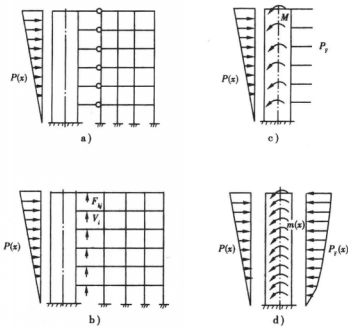 P(x)
a)
P(x)
M
P_F
c)
P(x)
F_ij
V_i
b)
P(x)
m(x)
P_F(x)
d)